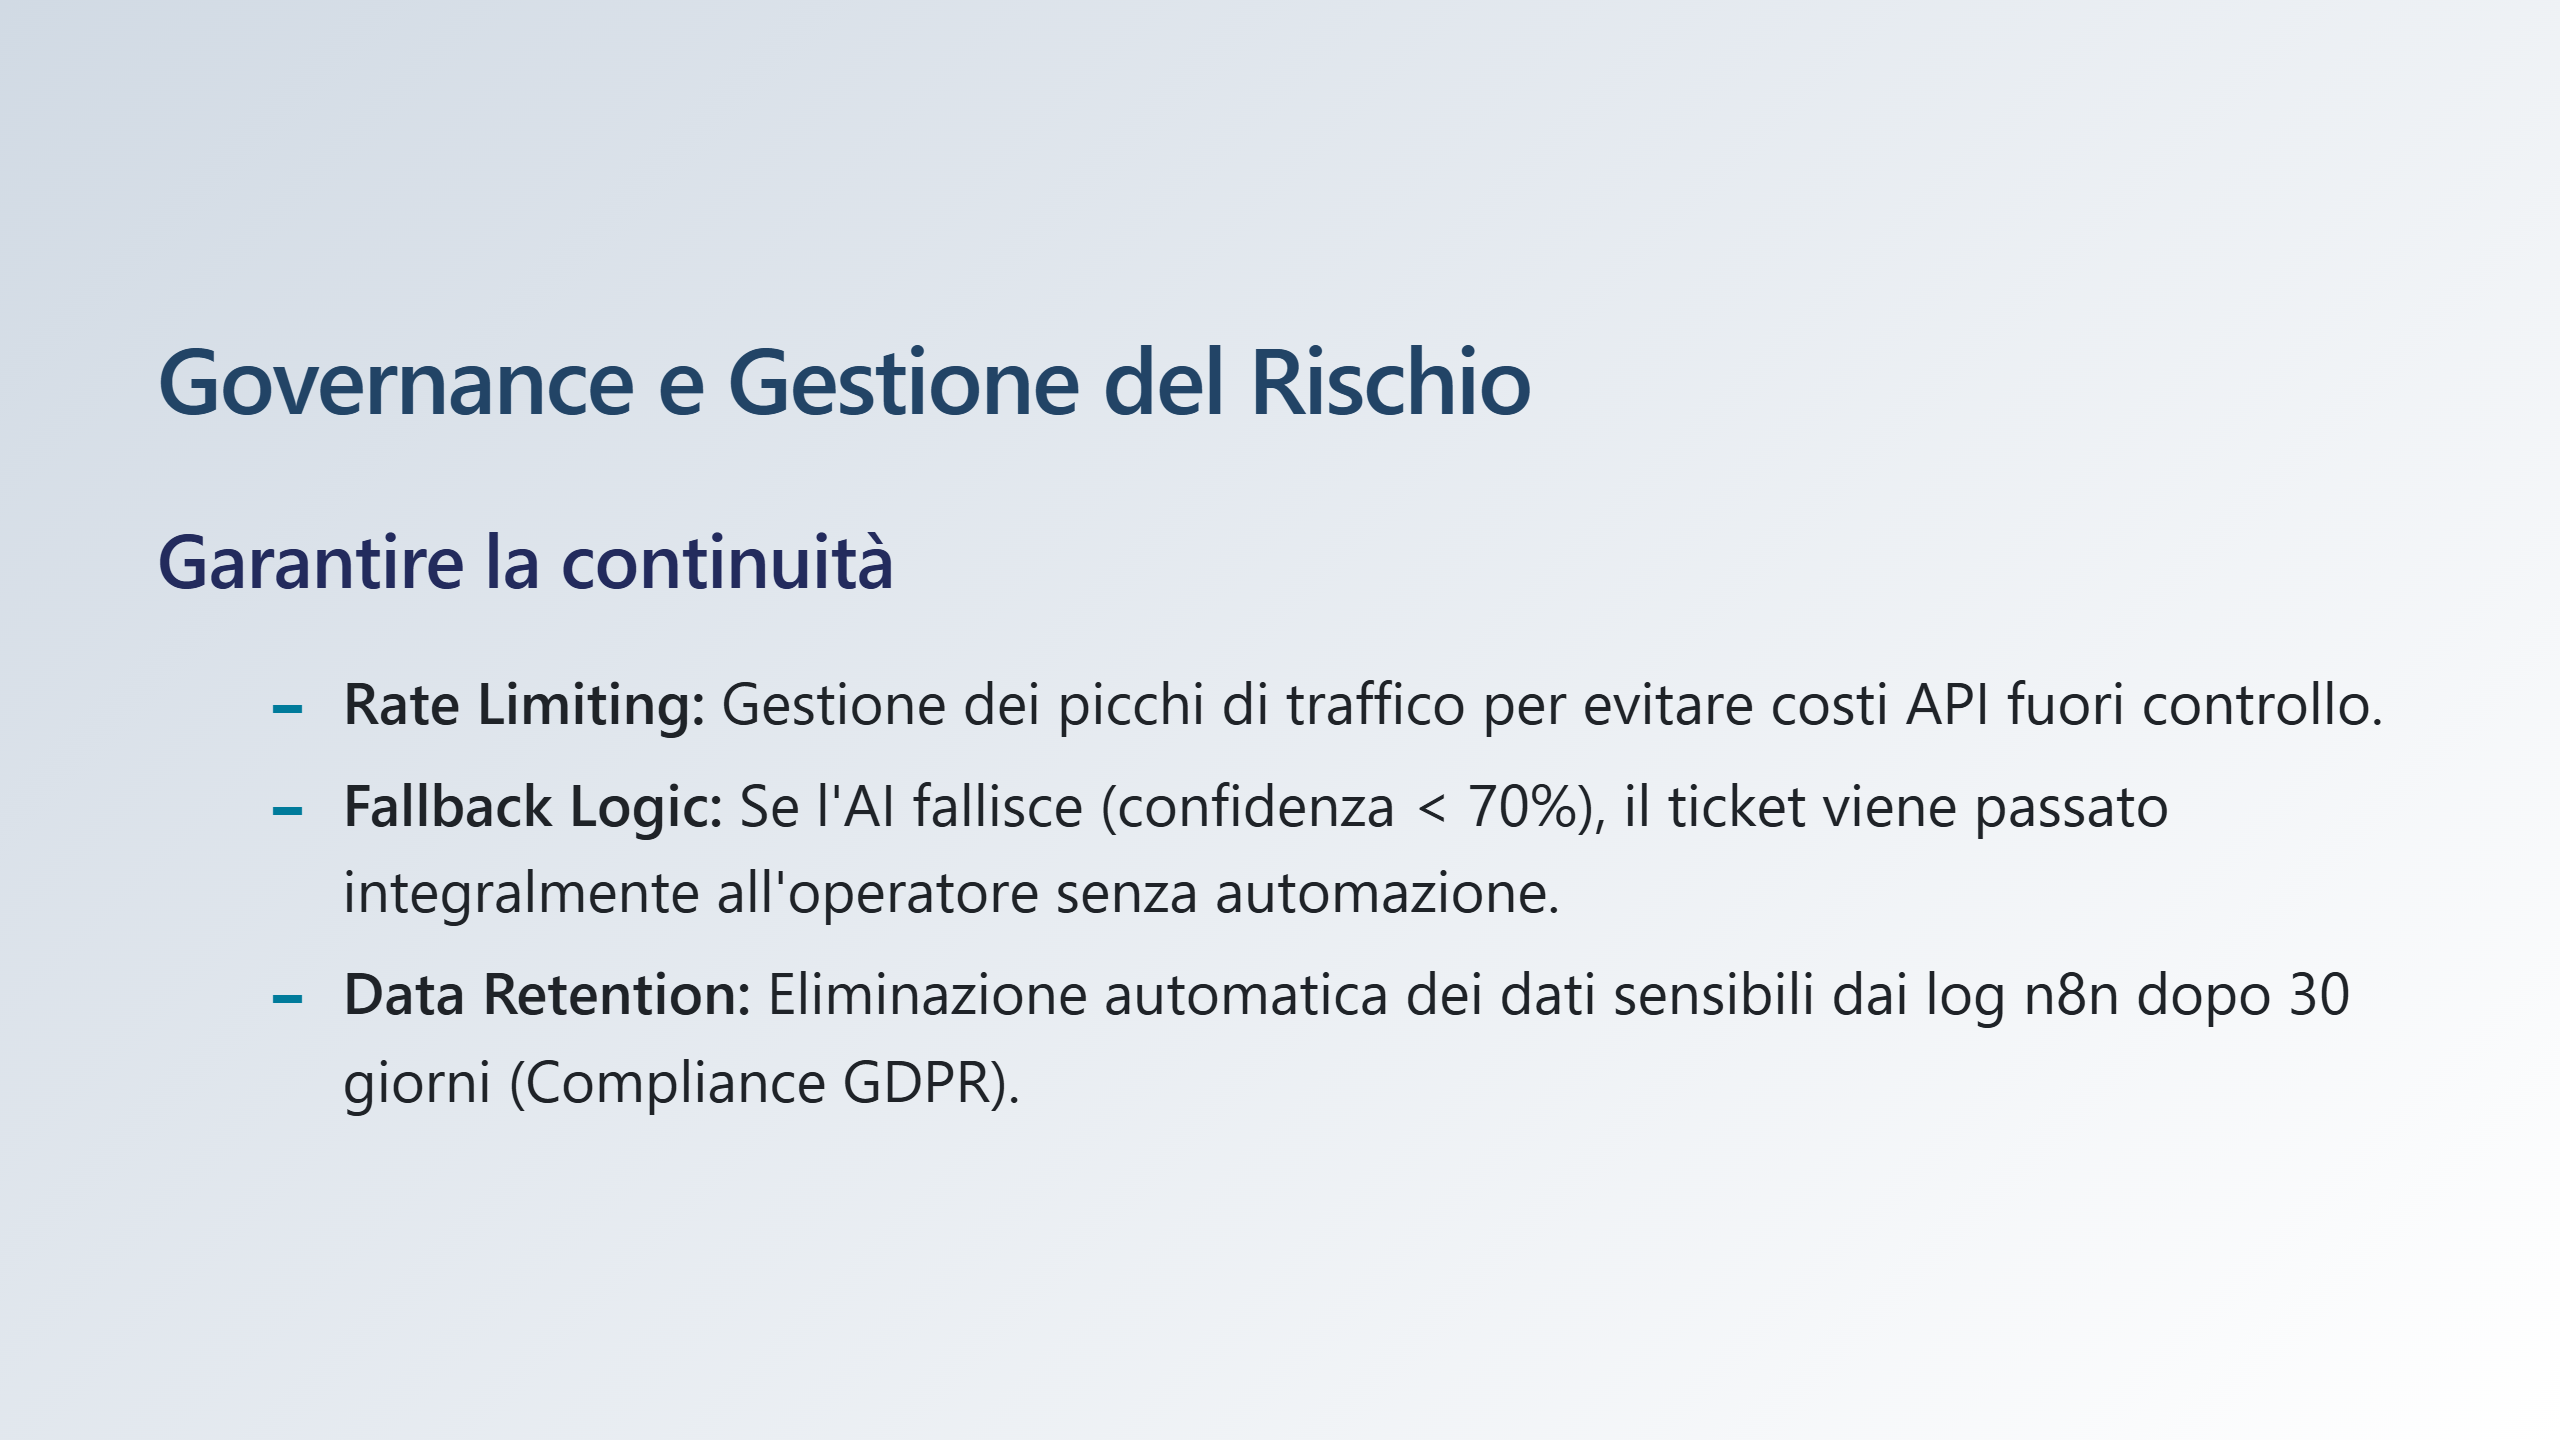 Governance e Gestione del Rischio
Garantire la continuità
– Rate Limiting: Gestione dei picchi di traffico per evitare costi API fuori controllo.
– Fallback Logic: Se l'AI fallisce (confidenza < 70%), il ticket viene passato
integralmente all'operatore senza automazione.
– Data Retention: Eliminazione automatica dei dati sensibili dai log n8n dopo 30
giorni (Compliance GDPR).